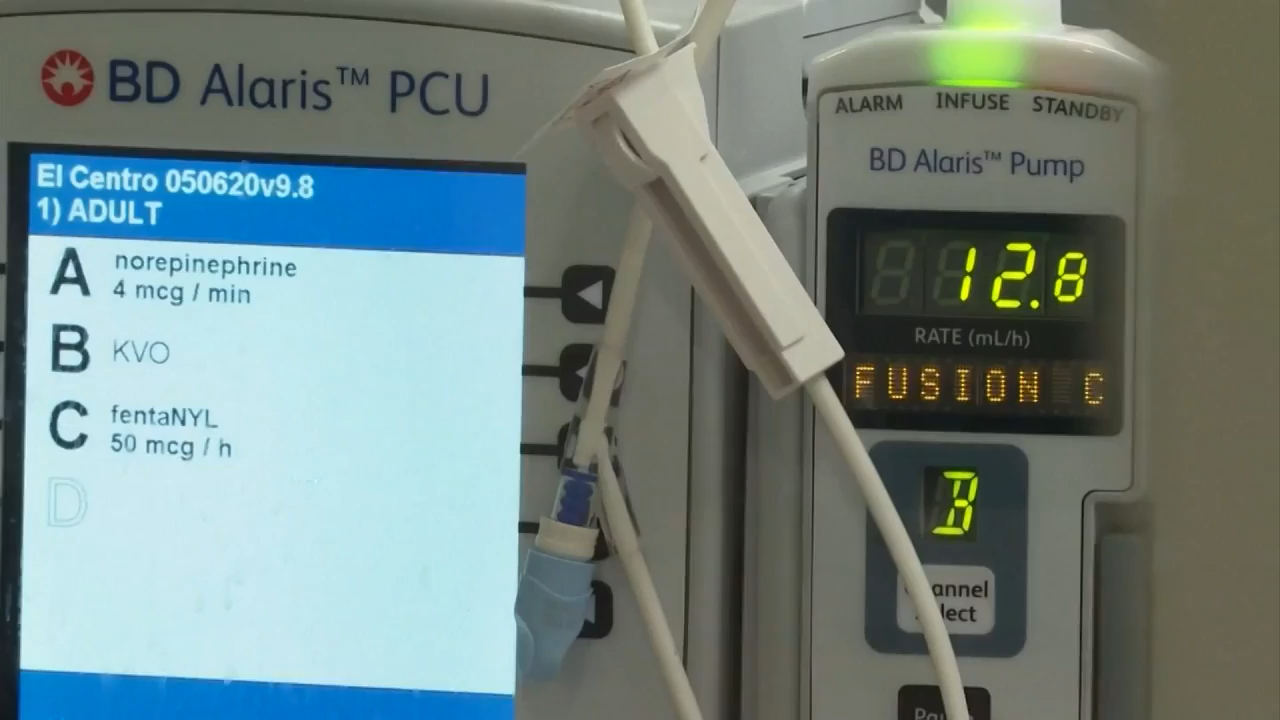 BD Alaris™ PCU
El Centro 050620v9.8
1) ADULT
A norepinephrine
4 mcg / min
B KVO
C fentaNYL
50 mcg / h
D
ALARM INFUSE STANDBY
BD Alaris™ Pump
12.8
RATE (mL/h)
FUSION C
B